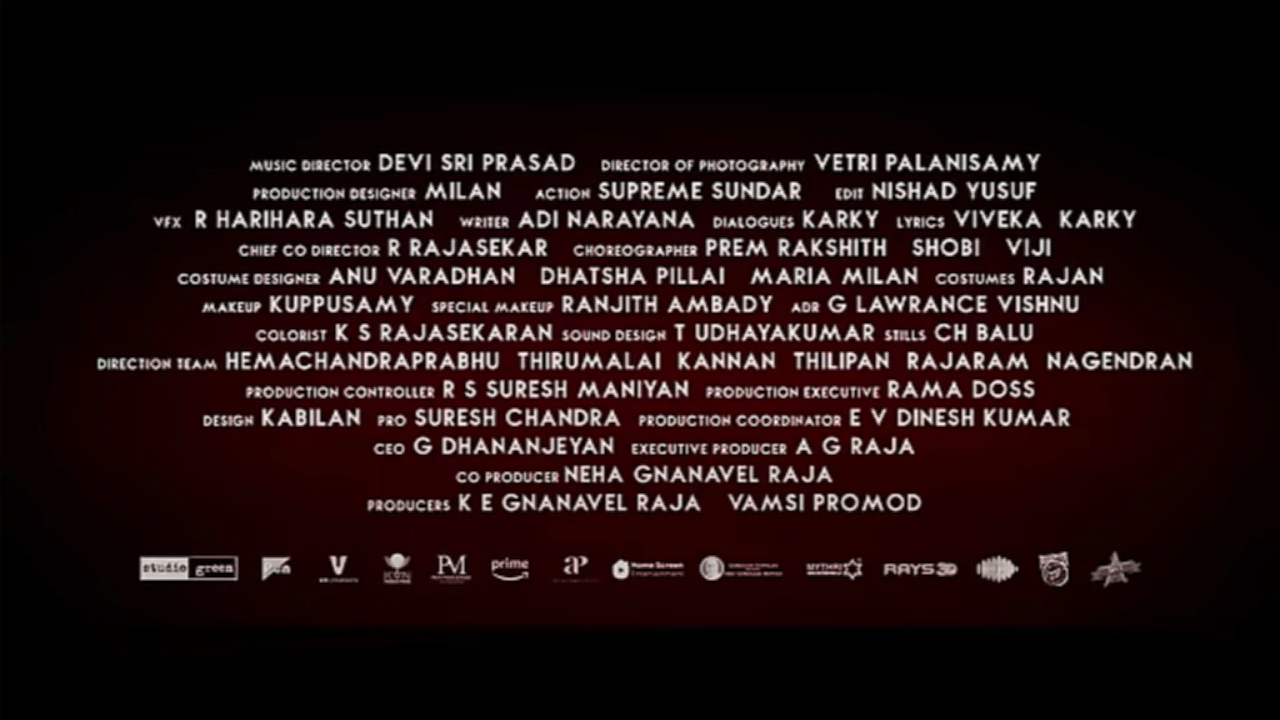 MUSIC DIRECTOR DEVI SRI PRASAD DIRECTOR OF PHOTOGRAPHY VETRI PALANISAMY
PRODUCTION DESIGNER MILAN ACTION SUPREME SUNDAR EDIT NISHAD YUSUF
VFX R HARIHARA SUTHAN WRITER ADI NARAYANA DIALOGUES KARKY LYRICS VIVEKA KARKY
CHIEF CO DIRECTOR R RAJASEKAR CHOREOGRAPHER PREM RAKSHITH SHOBI VIJI
COSTUME DESIGNER ANU VARADHAN DHATSHA PILLAI MARIA MILAN COSTUMES RAJAN
MAKEUP KUPPUSAMY SPECIAL MAKEUP RANJITH AMBADY ADR G LAWRANCE VISHNU
COLORIST K S RAJASEKARAN SOUND DESIGN T UDHAYAKUMAR STILLS CH BALU
DIRECTION TEAM HEMACHANDRAPRABHU THIRUMALAI KANNAN THILIPAN RAJARAM NAGENDRAN
PRODUCTION CONTROLLER R S SURESH MANIYAN PRODUCTION EXECUTIVE RAMA DOSS
DESIGN KABILAN PRO SURESH CHANDRA PRODUCTION COORDINATOR E V DINESH KUMAR
CEO G DHANANJEYAN EXECUTIVE PRODUCER A G RAJA
CO PRODUCER NEHA GNANAVEL RAJA
PRODUCERS K E GNANAVEL RAJA VAMSI PROMOD
studio green V ICON PM prime AP Home Screen Entertainment MYTHRI RAYS3D